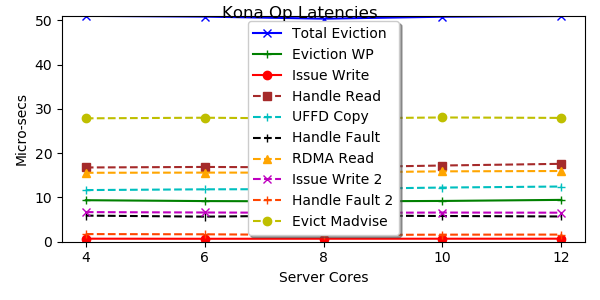 Kona Op Latencies
Micro-secs
50
40
30
20
10
0
Total Eviction
Eviction WP
Issue Write
Handle Read
UFFD Copy
Handle Fault
RDMA Read
Issue Write 2
Handle Fault 2
Evict Madvise
4 6 8 10 12
Server Cores